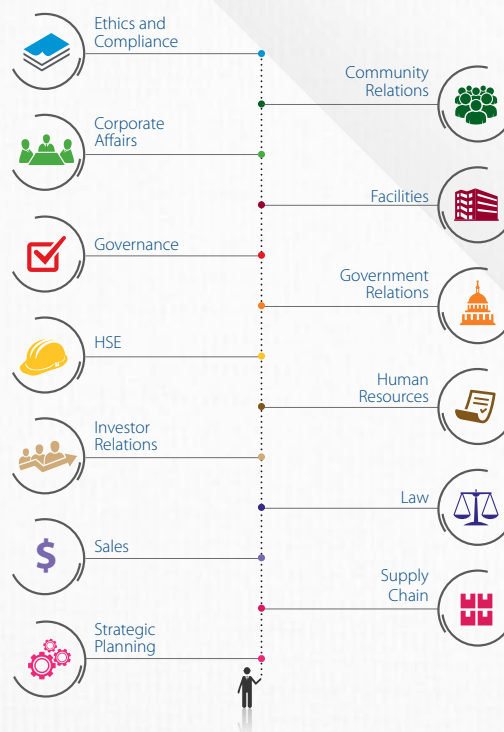 Ethics and
Compliance
Community
Relations
Corporate
Affairs
Facilities
Governance
Government
Relations
HSE
Human
Resources
Investor
Relations
Law
Sales
Supply
Chain
Strategic
Planning